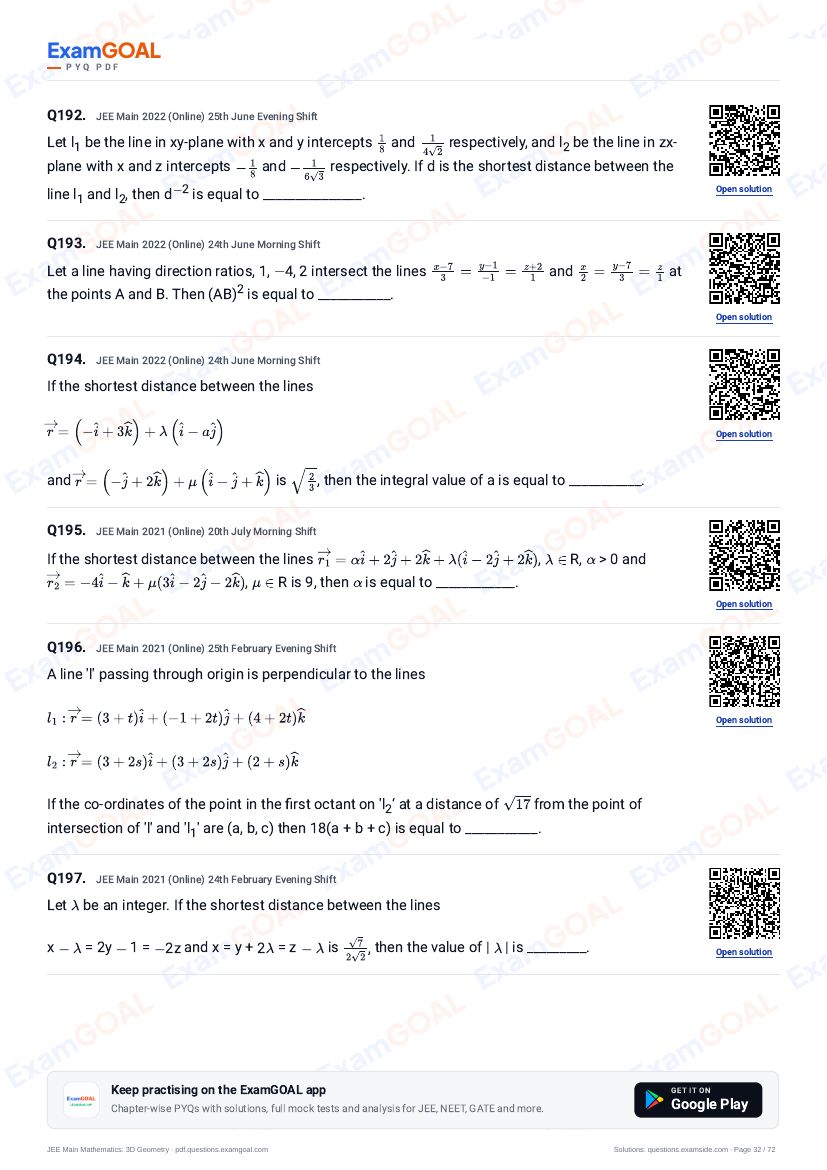 ExamGOAL
PYQ PDF
Q192. JEE Main 2022 (Online) 25th June Evening Shift
Let l₁ be the line in xy-plane with x and y intercepts 1/8 and 1/(4√2) respectively, and l₂ be the line in zx-
plane with x and z intercepts −1/8 and −1/(6√3) respectively. If d is the shortest distance between the
line l₁ and l₂, then d⁻² is equal to _______________.
Open solution
Q193. JEE Main 2022 (Online) 24th June Morning Shift
Let a line having direction ratios, 1, −4, 2 intersect the lines (x−7)/3 = (y−1)/−1 = (z+2)/1 and x/2 = (y−7)/3 = z/1 at
the points A and B. Then (AB)² is equal to ___________.
Open solution
Q194. JEE Main 2022 (Online) 24th June Morning Shift
If the shortest distance between the lines
r⃗ = (−î + 3k̂) + λ (î − aĵ)
and r⃗ = (−ĵ + 2k̂) + μ (î − ĵ + k̂) is √(2/3), then the integral value of a is equal to ___________.
Open solution
Q195. JEE Main 2021 (Online) 20th July Morning Shift
If the shortest distance between the lines r₁⃗ = αî + 2ĵ + 2k̂ + λ(î − 2ĵ + 2k̂), λ ∈ R, α > 0 and
r₂⃗ = −4î − k̂ + μ(3î − 2ĵ − 2k̂), μ ∈ R is 9, then α is equal to ____________.
Open solution
Q196. JEE Main 2021 (Online) 25th February Evening Shift
A line 'l' passing through origin is perpendicular to the lines
l₁ : r⃗ = (3 + t)î + (−1 + 2t)ĵ + (4 + 2t)k̂
l₂ : r⃗ = (3 + 2s)î + (3 + 2s)ĵ + (2 + s)k̂
If the co-ordinates of the point in the first octant on 'l₂' at a distance of √17 from the point of
intersection of 'l' and 'l₁' are (a, b, c) then 18(a + b + c) is equal to ___________.
Open solution
Q197. JEE Main 2021 (Online) 24th February Evening Shift
Let λ be an integer. If the shortest distance between the lines
x − λ = 2y − 1 = −2z and x = y + 2λ = z − λ is √7/(2√2), then the value of | λ | is _________.
Open solution
ExamGOAL
Keep practising on the ExamGOAL app
Chapter-wise PYQs with solutions, full mock tests and analysis for JEE, NEET, GATE and more.
GET IT ON
Google Play
JEE Main Mathematics: 3D Geometry · pdf.questions.examgoal.com
Solutions: questions.examside.com · Page 32 / 72